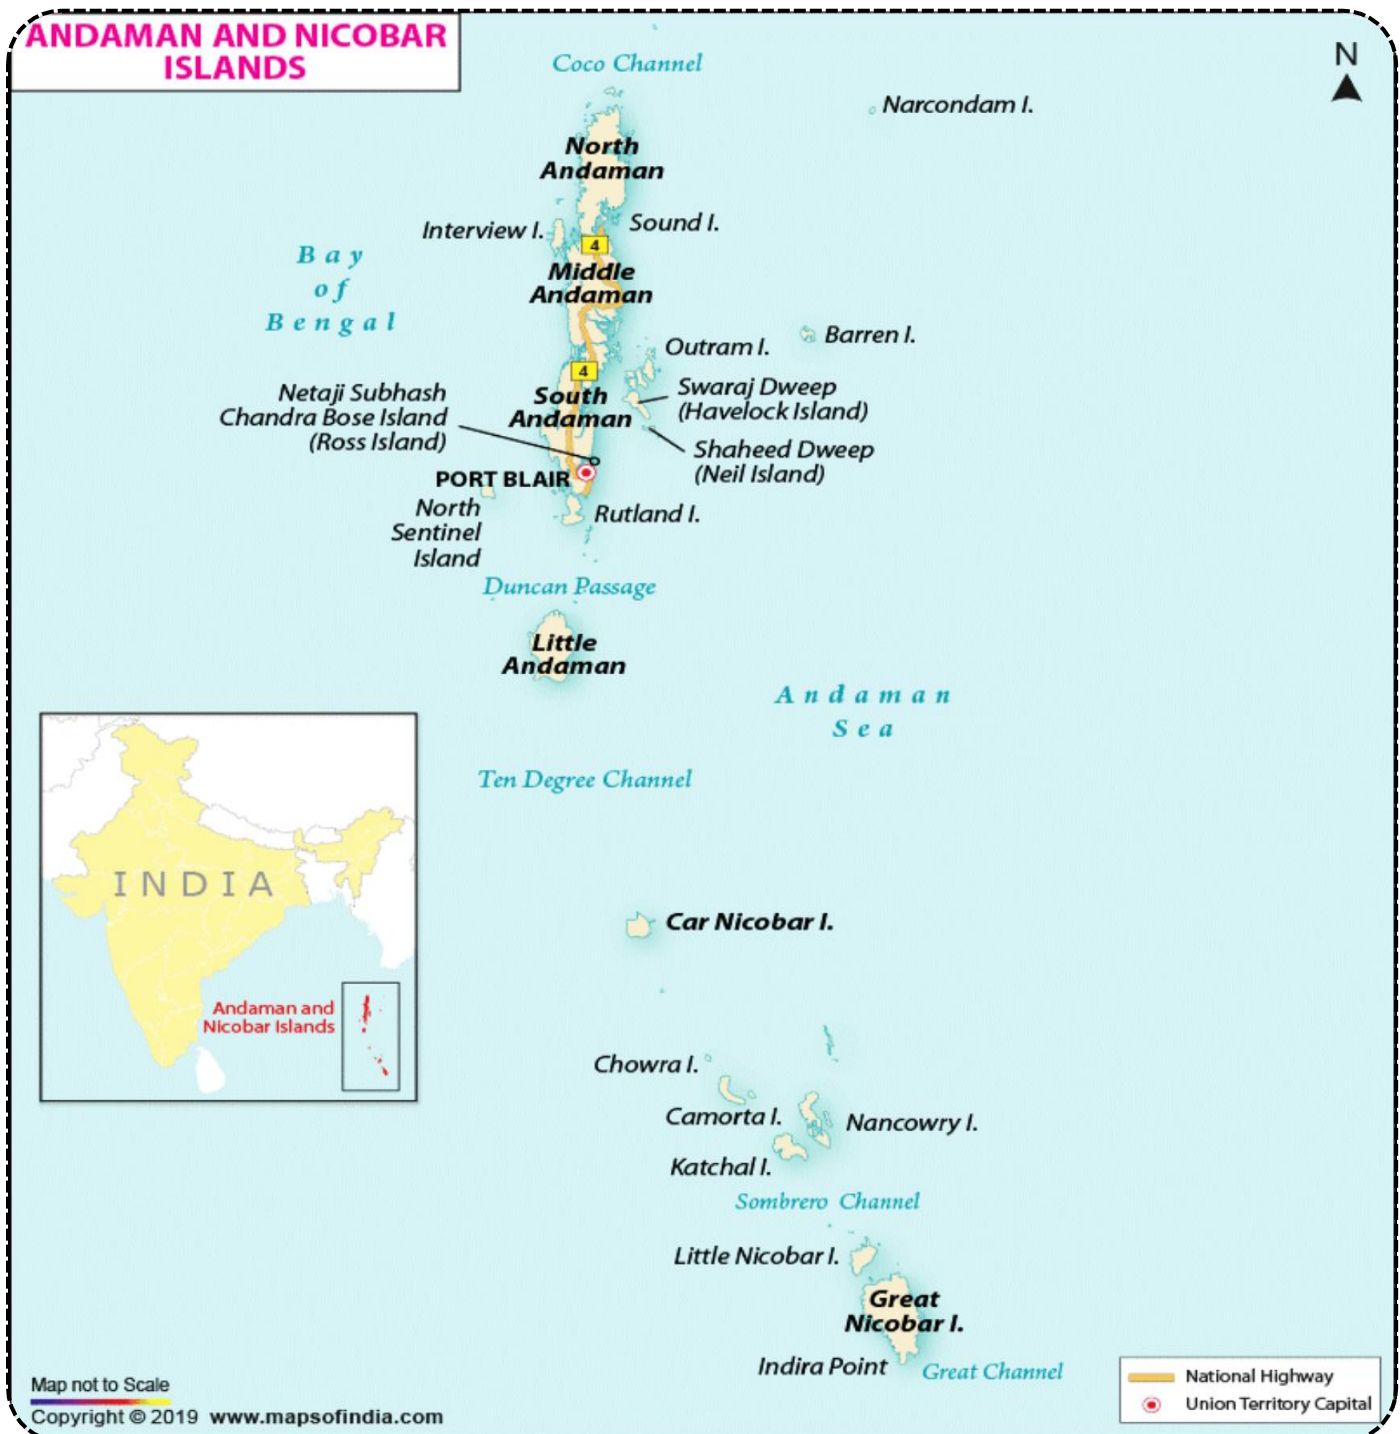 ANDAMAN AND NICOBAR
ISLANDS
Coco Channel
N
Narcondam I.
North
Andaman
Interview I.
Sound I.
4
Bay
of
Bengal
Middle
Andaman
Outram I.
Barren I.
4
Netaji Subhash
Chandra Bose Island
(Ross Island)
South
Andaman
Swaraj Dweep
(Havelock Island)
Shaheed Dweep
(Neil Island)
PORT BLAIR
North
Sentinel
Island
Rutland I.
Duncan Passage
Little
Andaman
Andaman
Sea
Ten Degree Channel
INDIA
Andaman and
Nicobar Islands
Car Nicobar I.
Chowra I.
Camorta I.
Nancowry I.
Katchal I.
Sombrero Channel
Little Nicobar I.
Great
Nicobar I.
Indira Point
Great Channel
Map not to Scale
Copyright © 2019 www.mapsofindia.com
National Highway
Union Territory Capital